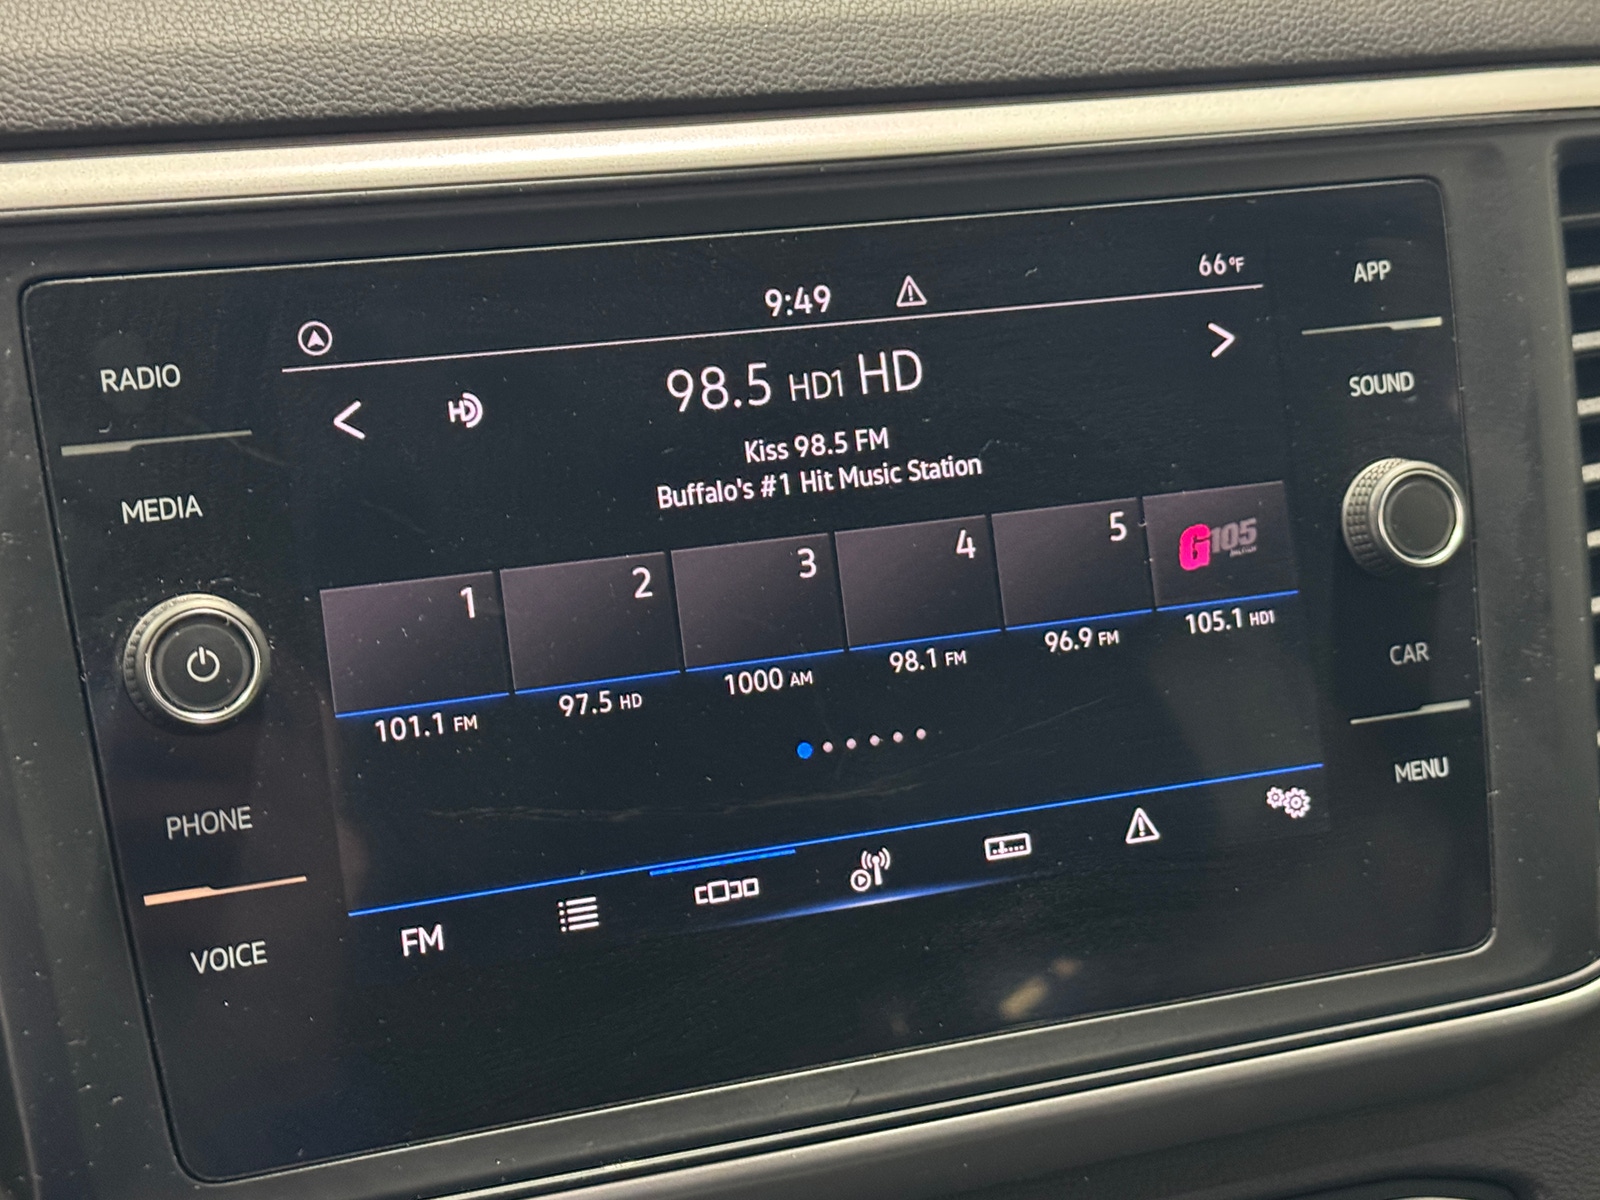 9:49
66°F
APP
RADIO
SOUND
HD
98.5 HD1 HD
Kiss 98.5 FM
Buffalo's #1 Hit Music Station
MEDIA
1
2
3
4
5
G105
101.1 FM
97.5 HD
1000 AM
98.1 FM
96.9 FM
105.1 HD1
CAR
PHONE
MENU
VOICE
FM